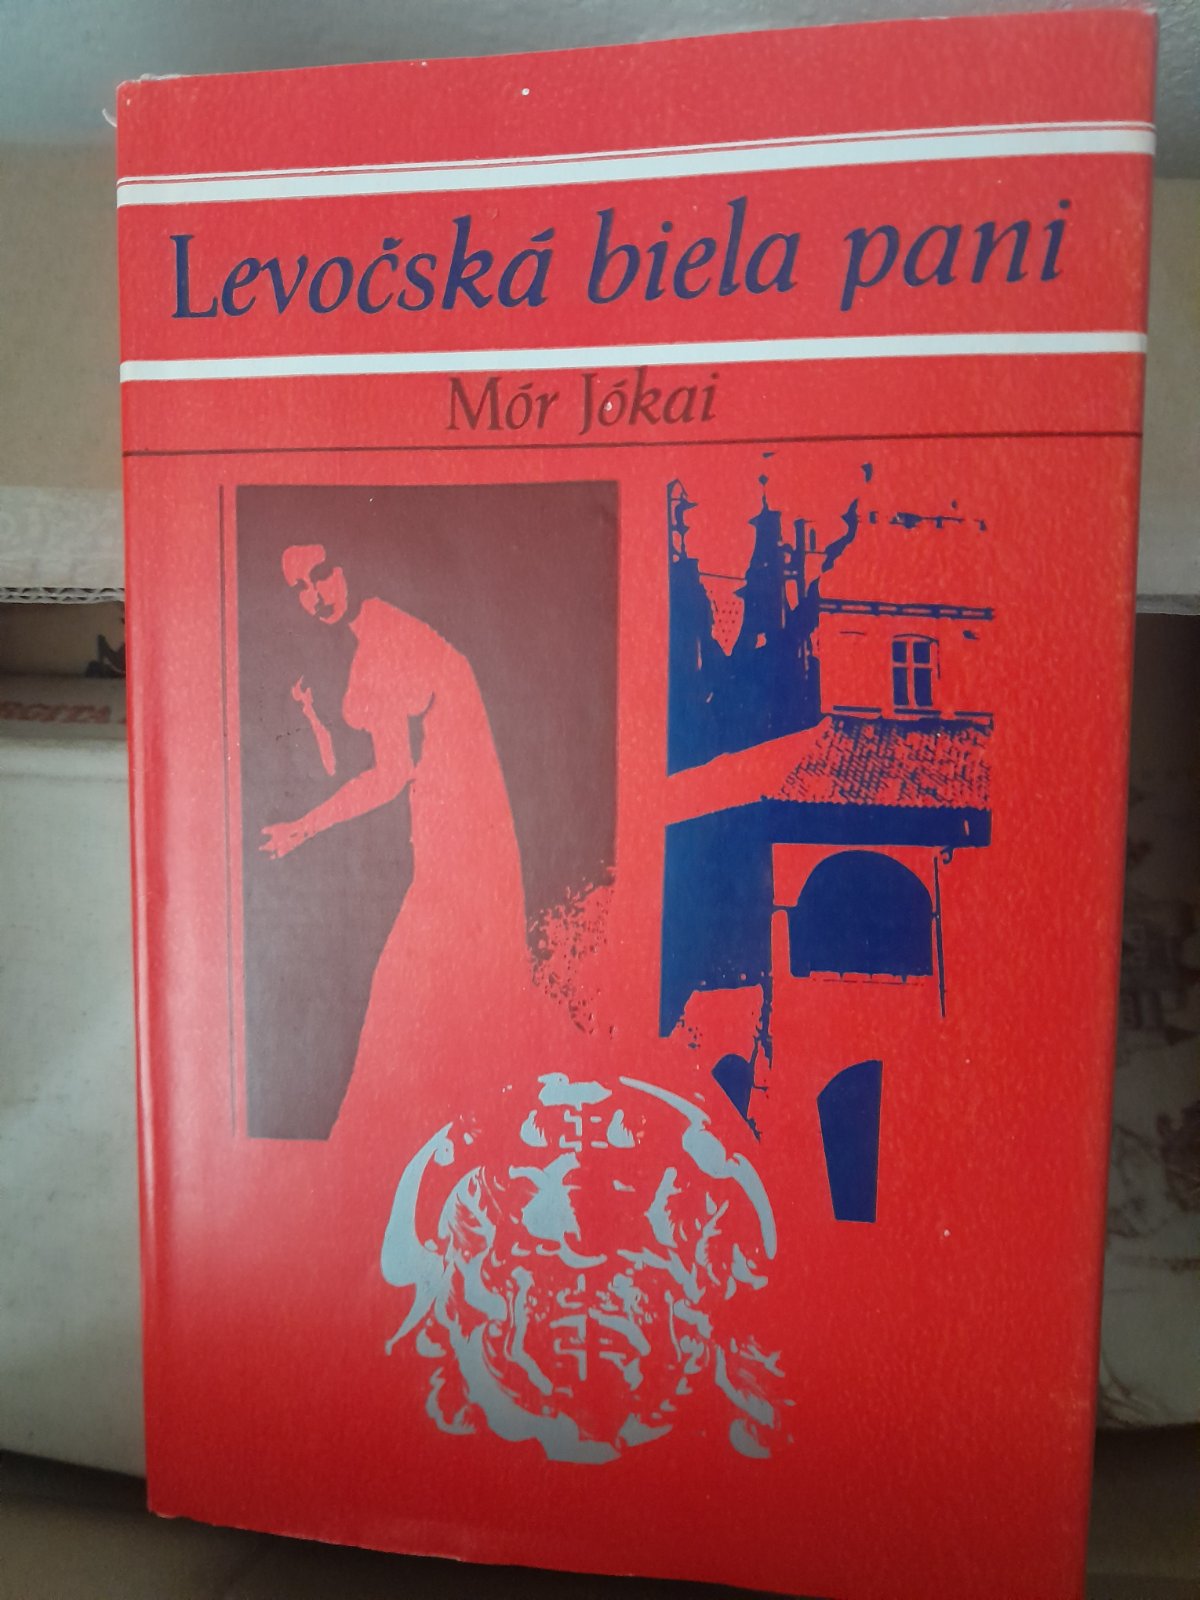 Levočská biela pani
Mór Jókai